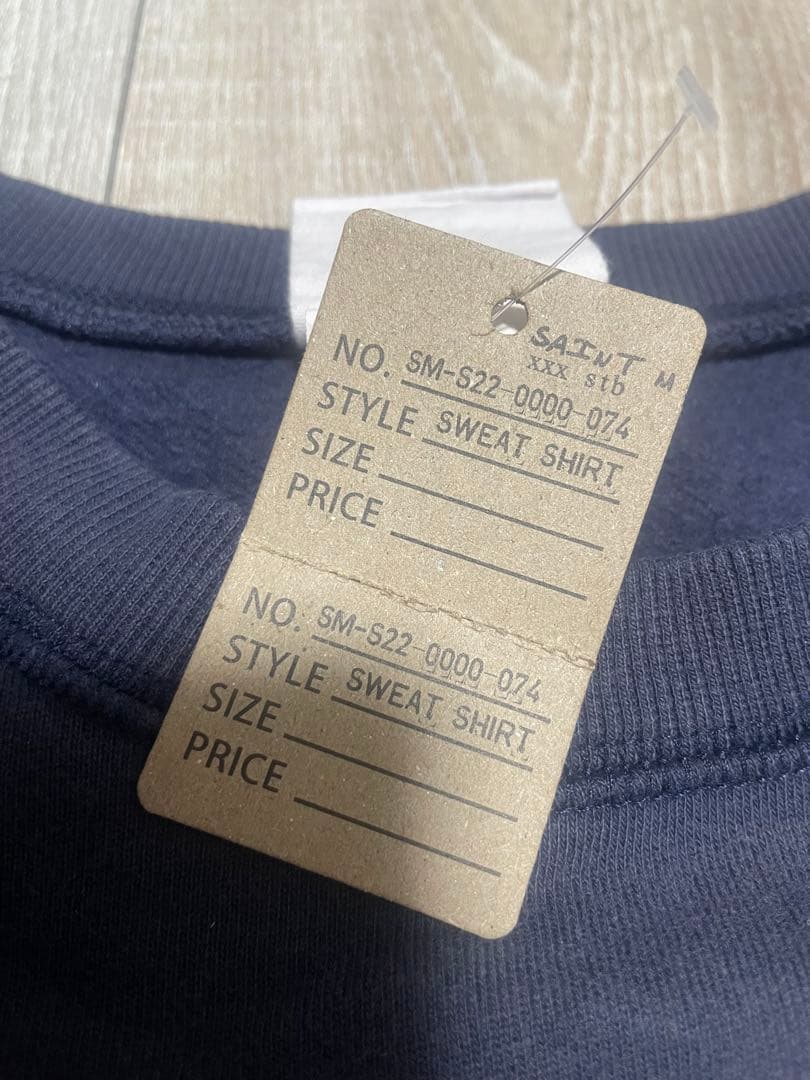 SAINT M
xxx stb
NO. SM-S22-0000-074
STYLE SWEAT SHIRT
SIZE
PRICE
NO. SM-S22-0000-074
STYLE SWEAT SHIRT
SIZE
PRICE